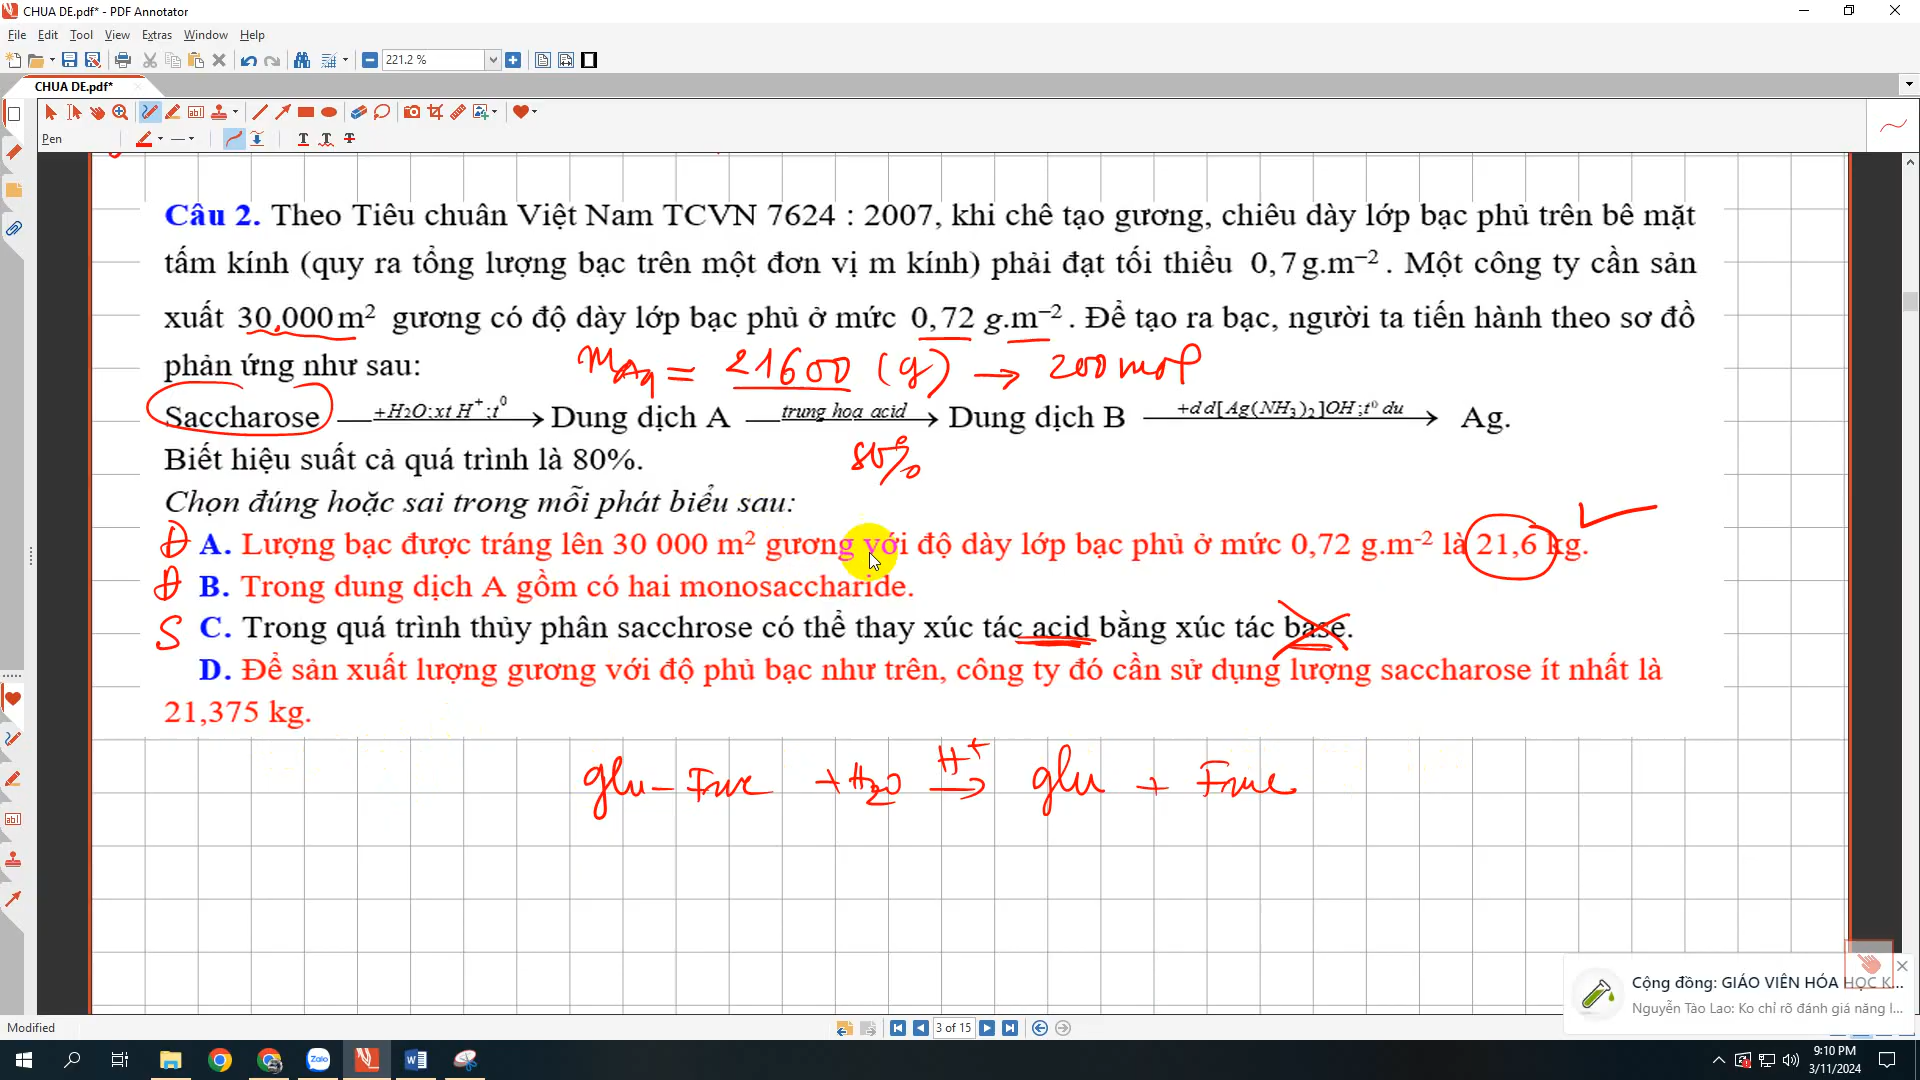 CHUA DE.pdf* - PDF Annotator
File Edit Tool View Extras Window Help
221.2 %
CHUA DE.pdf*
Pen
Câu 2. Theo Tiêu chuẩn Việt Nam TCVN 7624 : 2007, khi chế tạo gương, chiều dày lớp bạc phủ trên bề mặt
tấm kính (quy ra tổng lượng bạc trên một đơn vị m kính) phải đạt tối thiểu 0,7 g.m⁻². Một công ty cần sản
xuất 30.000 m² gương có độ dày lớp bạc phủ ở mức 0,72 g.m⁻². Để tạo ra bạc, người ta tiến hành theo sơ đồ
phản ứng như sau:
mAg = 21600 (g) → 200 mol
Saccharose +H2O;xt H⁺;t⁰ → Dung dịch A trung hoa acid → Dung dịch B +d d[Ag(NH3)2]OH;t⁰ du → Ag.
80%
Biết hiệu suất cả quá trình là 80%.
Chọn đúng hoặc sai trong mỗi phát biểu sau:
Đ A. Lượng bạc được tráng lên 30 000 m² gương với độ dày lớp bạc phủ ở mức 0,72 g.m⁻² là 21,6 kg. ✓
Đ B. Trong dung dịch A gồm có hai monosaccharide.
S C. Trong quá trình thủy phân sacchrose có thể thay xúc tác acid bằng xúc tác base.
D. Để sản xuất lượng gương với độ phủ bạc như trên, công ty đó cần sử dụng lượng saccharose ít nhất là
21,375 kg.
glu – Fruc + H2O H⁺ → glu + Fruc
Cộng đồng: GIÁO VIÊN HÓA HỌC K...
Nguyễn Tào Lao: Ko chỉ rõ đánh giá năng l...
Modified
3 of 15
Zalo
9:10 PM
3/11/2024